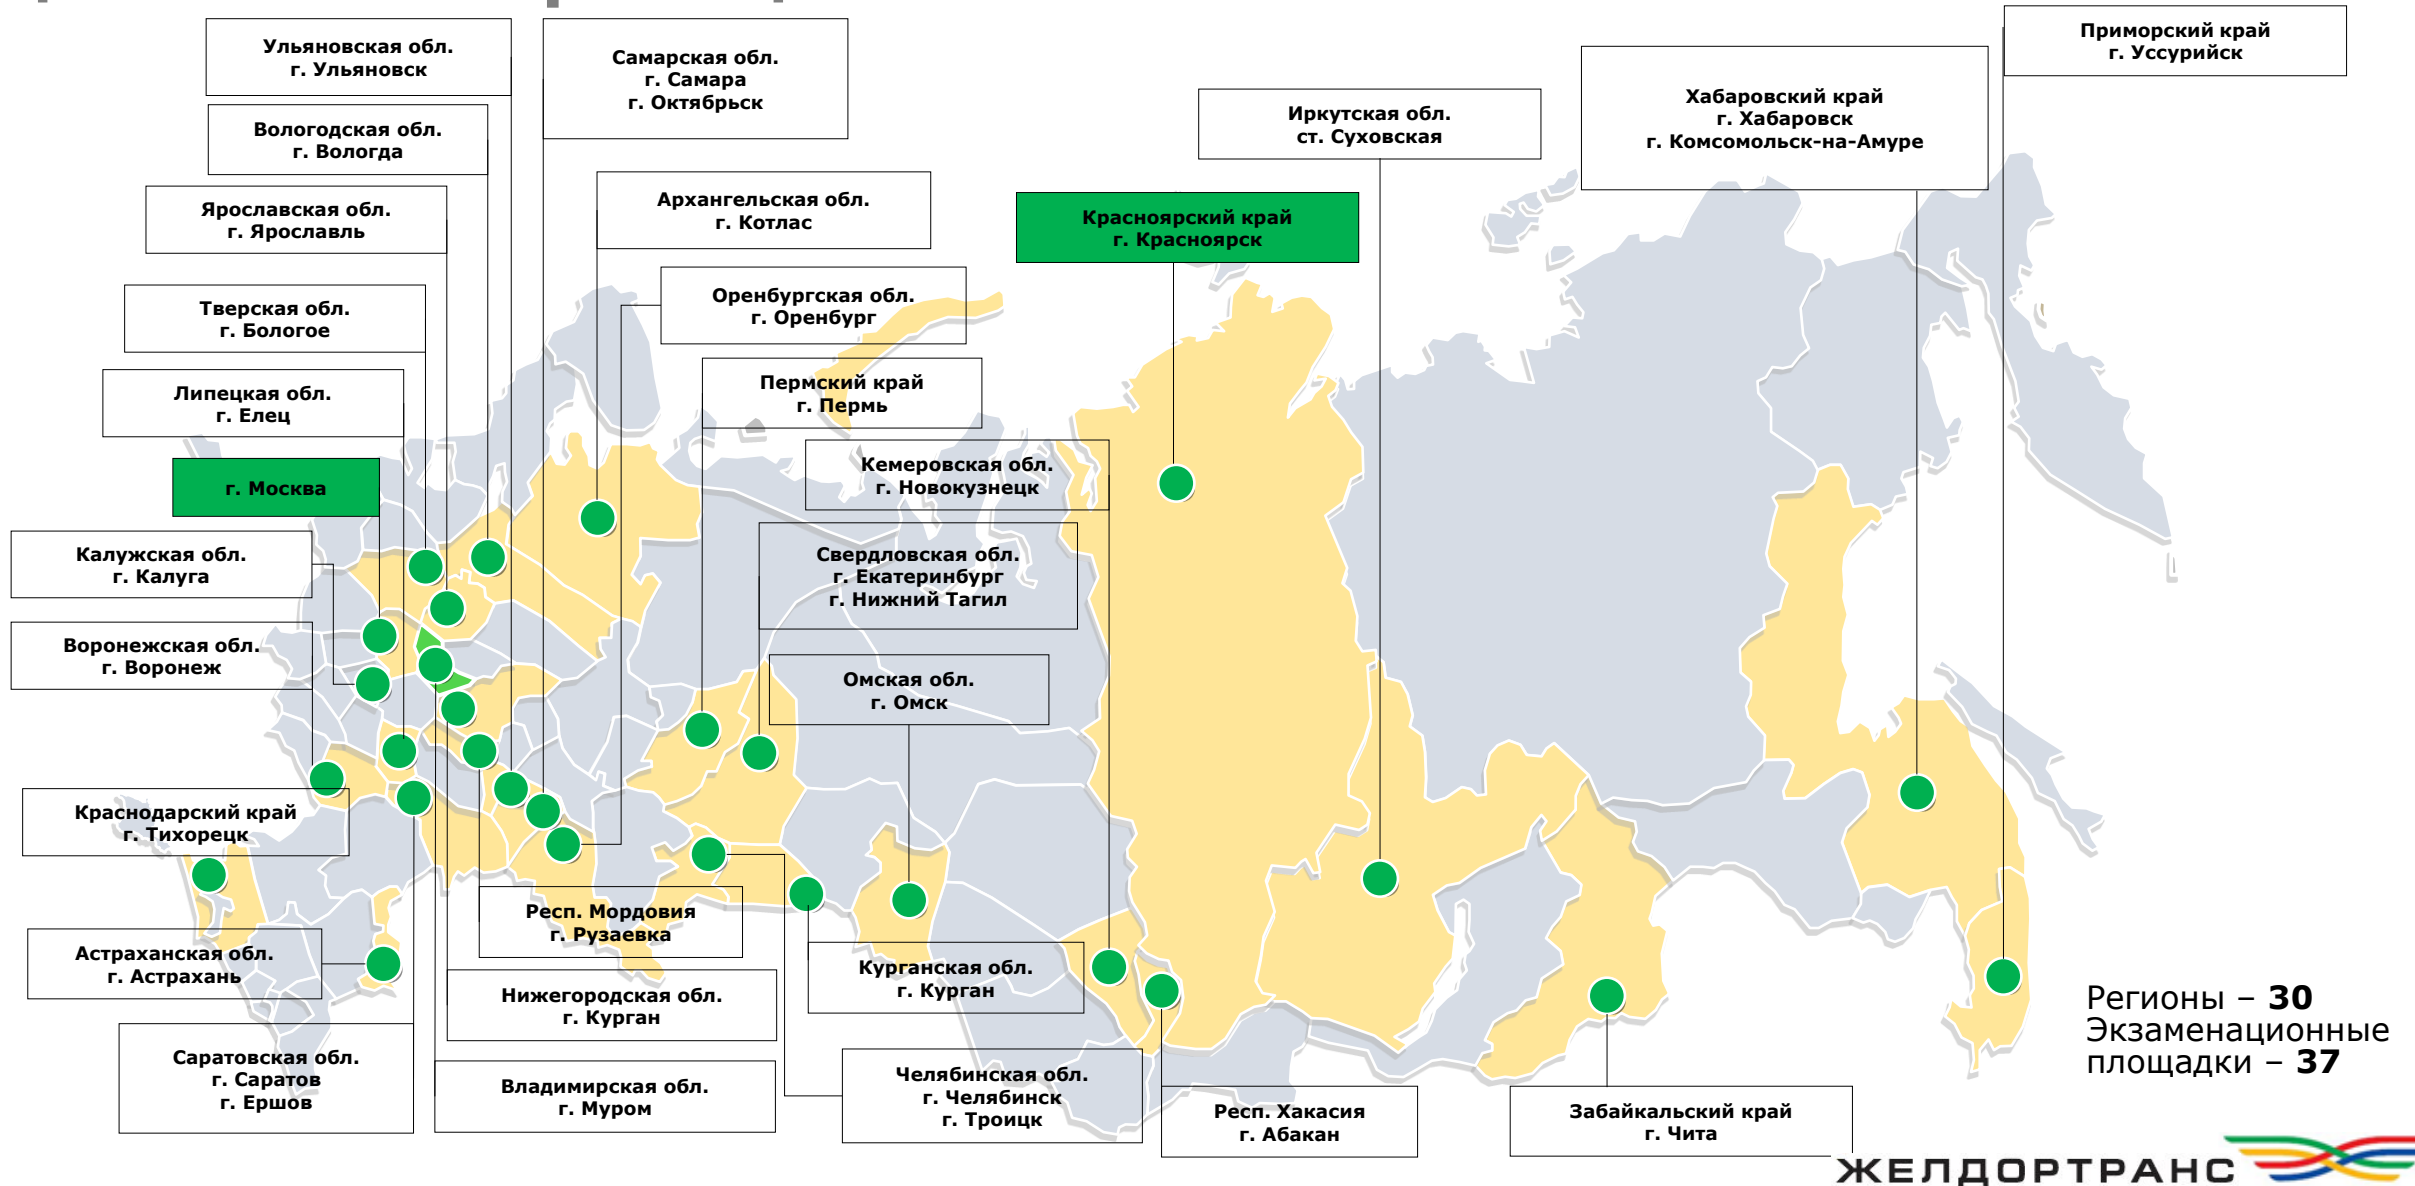 Ульяновская обл.
г. Ульяновск
Самарская обл.
г. Самара
г. Октябрьск
Приморский край
г. Уссурийск
Вологодская обл.
г. Вологда
Иркутская обл.
ст. Суховская
Хабаровский край
г. Хабаровск
г. Комсомольск-на-Амуре
Ярославская обл.
г. Ярославль
Архангельская обл.
г. Котлас
Красноярский край
г. Красноярск
Тверская обл.
г. Бологое
Оренбургская обл.
г. Оренбург
Липецкая обл.
г. Елец
Пермский край
г. Пермь
г. Москва
Кемеровская обл.
г. Новокузнецк
Калужская обл.
г. Калуга
Свердловская обл.
г. Екатеринбург
г. Нижний Тагил
Воронежская обл.
г. Воронеж
Омская обл.
г. Омск
Краснодарский край
г. Тихорецк
Респ. Мордовия
г. Рузаевка
Астраханская обл.
г. Астрахань
Курганская обл.
г. Курган
Нижегородская обл.
г. Курган
Саратовская обл.
г. Саратов
г. Ершов
Владимирская обл.
г. Муром
Челябинская обл.
г. Челябинск
г. Троицк
Респ. Хакасия
г. Абакан
Забайкальский край
г. Чита
Регионы – 30
Экзаменационные
площадки – 37
ЖЕЛДОРТРАНС